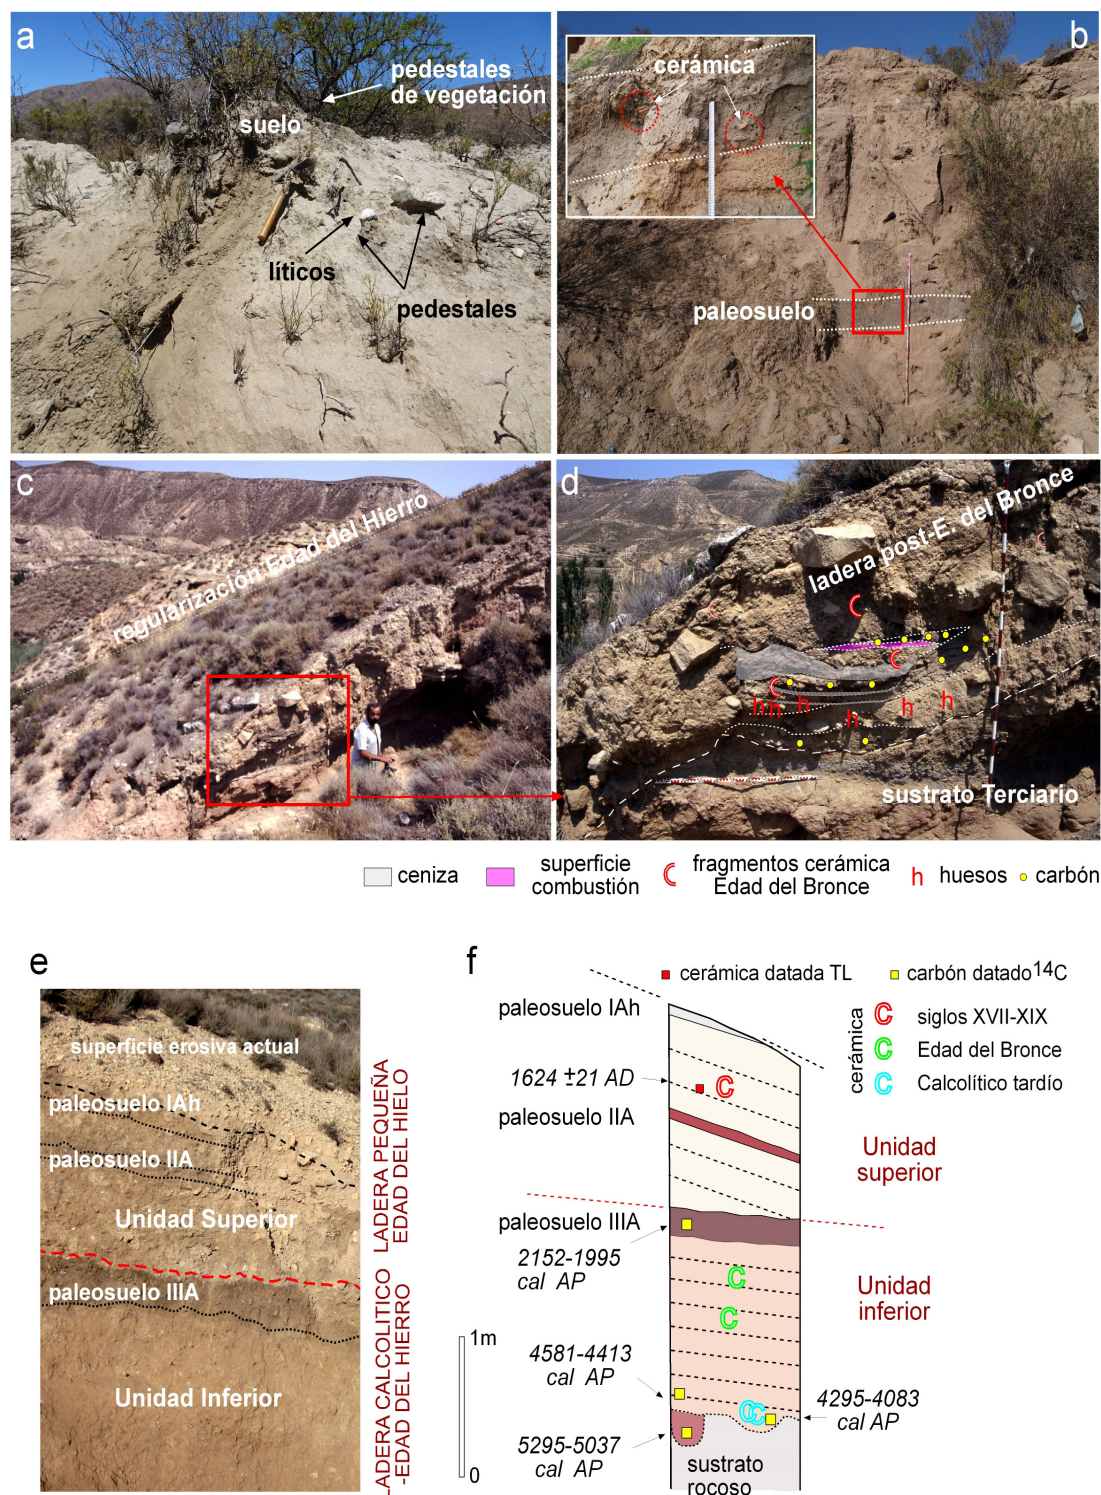 a
pedestales
de vegetación
suelo
líticos
pedestales
b
cerámica
paleosuelo
c
regularización Edad del Hierro
d
ladera post-E. del Bronce
h
hh
h
h
h
h
sustrato Terciario
ceniza
superficie
combustión
fragmentos cerámica
Edad del Bronce
h huesos
carbón
e
superficie erosiva actual
paleosuelo IAh
paleosuelo IIA
Unidad Superior
paleosuelo IIIA
Unidad Inferior
LADERA PEQUEÑA
EDAD DEL HIELO
LADERA CALCOLITICO
-EDAD DEL HIERRO
1m
0
f
cerámica datada TL
carbón datado 14C
cerámica
C siglos XVII-XIX
C Edad del Bronce
C Calcolítico tardío
paleosuelo IAh
1624 ±21 AD
C
paleosuelo IIA
Unidad
superior
paleosuelo IIIA
2152-1995
cal AP
C
C
Unidad
inferior
4581-4413
cal AP
C
C
4295-4083
cal AP
5295-5037
cal AP
sustrato
rocoso